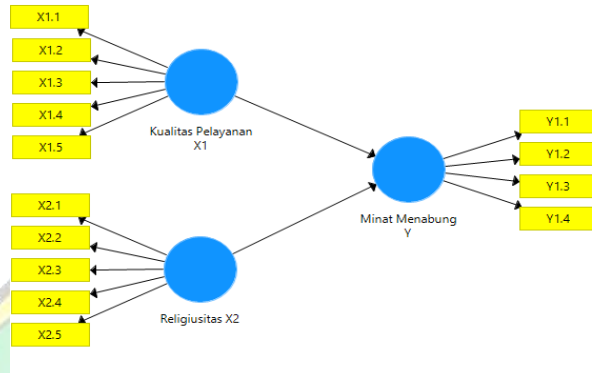 X1.1
X1.2
X1.3
X1.4
X1.5
Kualitas Pelayanan
X1
X2.1
X2.2
X2.3
X2.4
X2.5
Religiusitas X2
Minat Menabung
Y
Y1.1
Y1.2
Y1.3
Y1.4